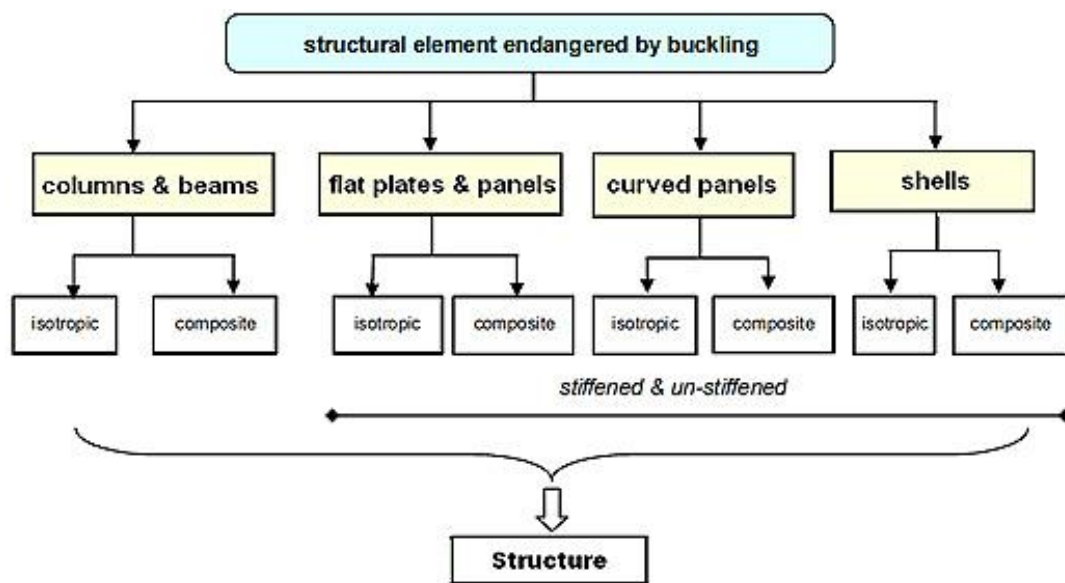 structural element endangered by buckling
columns & beams
flat plates & panels
curved panels
shells
isotropic
composite
isotropic
composite
isotropic
composite
isotropic
composite
stiffened & un-stiffened
Structure